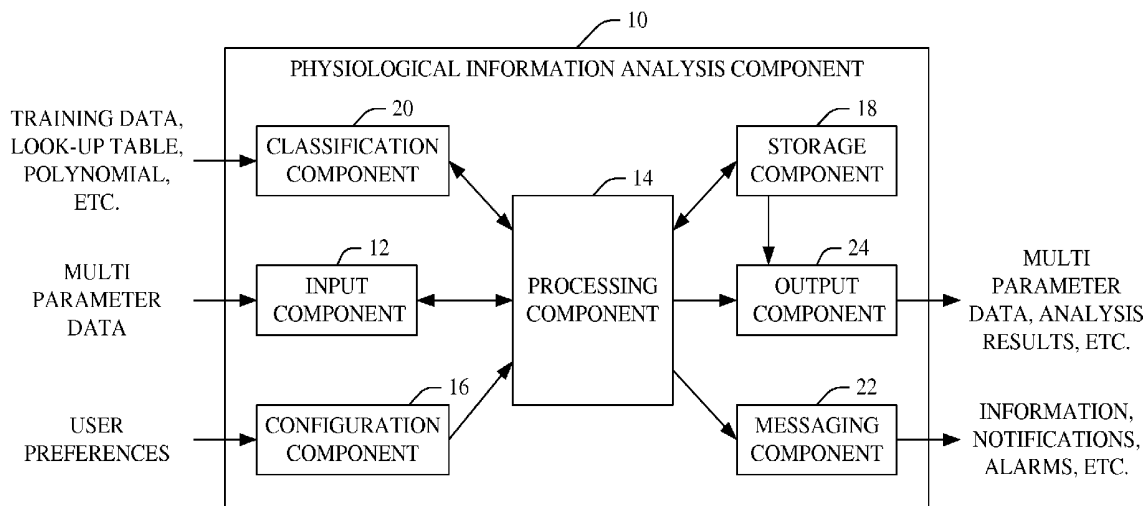 10
PHYSIOLOGICAL INFORMATION ANALYSIS COMPONENT
TRAINING DATA,
LOOK-UP TABLE,
POLYNOMIAL,
ETC.
20
CLASSIFICATION
COMPONENT
18
STORAGE
COMPONENT
14
PROCESSING
COMPONENT
MULTI
PARAMETER
DATA
12
INPUT
COMPONENT
24
OUTPUT
COMPONENT
MULTI
PARAMETER
DATA, ANALYSIS
RESULTS, ETC.
USER
PREFERENCES
16
CONFIGURATION
COMPONENT
22
MESSAGING
COMPONENT
INFORMATION,
NOTIFICATIONS,
ALARMS, ETC.